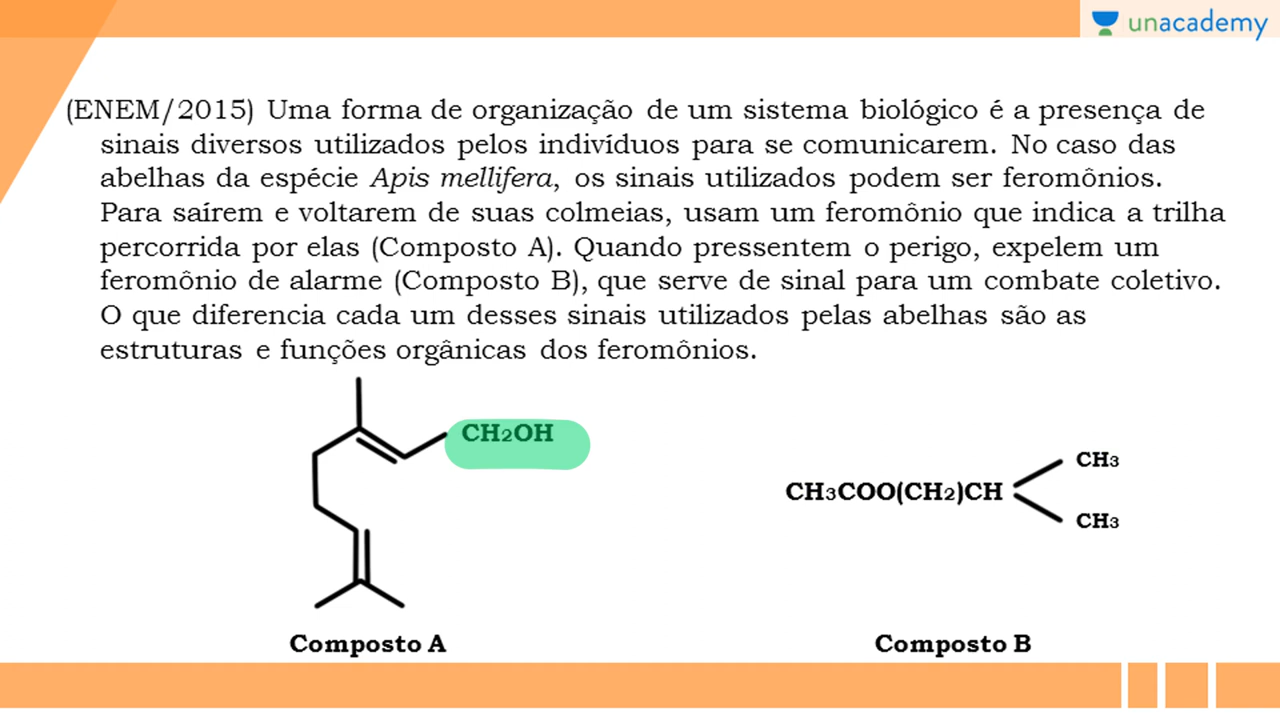 unacademy
(ENEM/2015) Uma forma de organização de um sistema biológico é a presença de
sinais diversos utilizados pelos indivíduos para se comunicarem. No caso das
abelhas da espécie Apis mellifera, os sinais utilizados podem ser feromônios.
Para saírem e voltarem de suas colmeias, usam um feromônio que indica a trilha
percorrida por elas (Composto A). Quando pressentem o perigo, expelem um
feromônio de alarme (Composto B), que serve de sinal para um combate coletivo.
O que diferencia cada um desses sinais utilizados pelas abelhas são as
estruturas e funções orgânicas dos feromônios.
CH2OH
CH3
CH3COO(CH2)CH
CH3
Composto A
Composto B